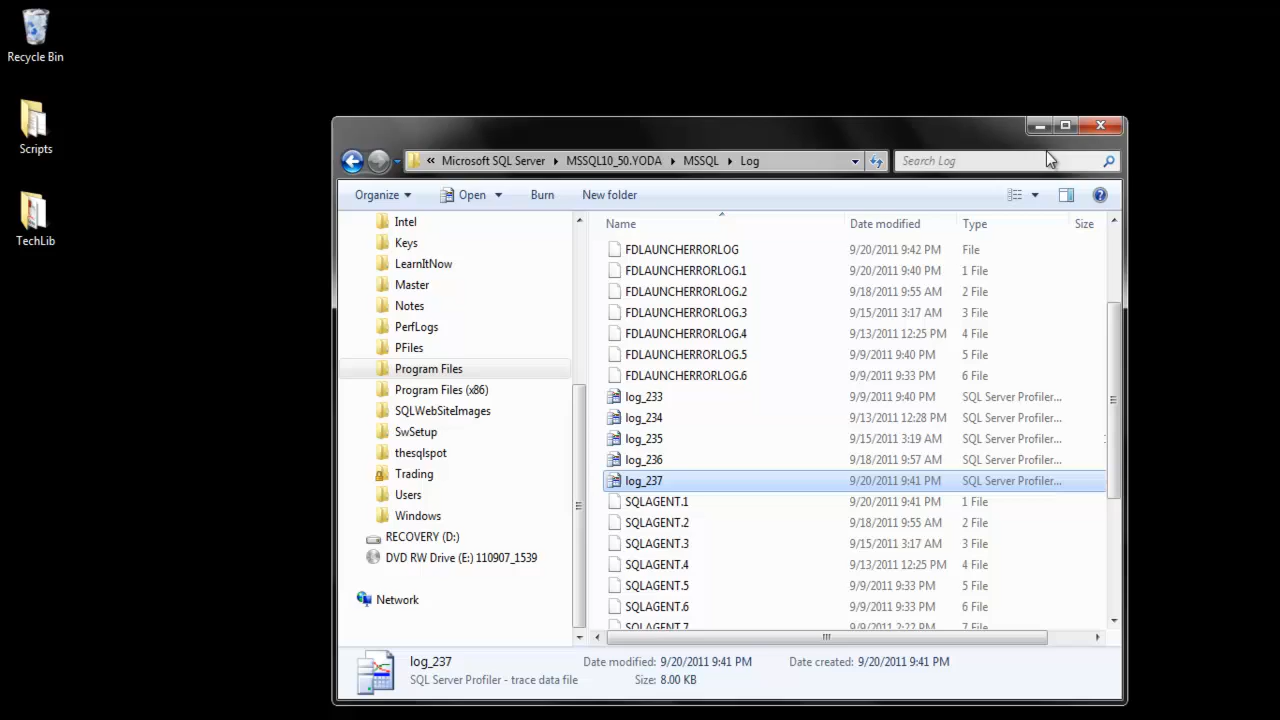 Recycle Bin
Scripts
TechLib
« Microsoft SQL Server MSSQL10_50.YODA MSSQL Log
Search Log
Organize Open Burn New folder
Intel
Keys
LearnItNow
Master
Notes
PerfLogs
PFiles
Program Files
Program Files (x86)
SQLWebSiteImages
SwSetup
thesqlspot
Trading
Users
Windows
RECOVERY (D:)
DVD RW Drive (E:) 110907_1539
Network
Name Date modified Type Size
FDLAUNCHERRORLOG 9/20/2011 9:42 PM File
FDLAUNCHERRORLOG.1 9/20/2011 9:40 PM 1 File
FDLAUNCHERRORLOG.2 9/18/2011 9:55 AM 2 File
FDLAUNCHERRORLOG.3 9/15/2011 3:17 AM 3 File
FDLAUNCHERRORLOG.4 9/13/2011 12:25 PM 4 File
FDLAUNCHERRORLOG.5 9/9/2011 9:40 PM 5 File
FDLAUNCHERRORLOG.6 9/9/2011 9:33 PM 6 File
log_233 9/9/2011 9:40 PM SQL Server Profiler...
log_234 9/13/2011 12:28 PM SQL Server Profiler...
log_235 9/15/2011 3:19 AM SQL Server Profiler...
log_236 9/18/2011 9:57 AM SQL Server Profiler...
log_237 9/20/2011 9:41 PM SQL Server Profiler...
SQLAGENT.1 9/20/2011 9:41 PM 1 File
SQLAGENT.2 9/18/2011 9:55 AM 2 File
SQLAGENT.3 9/15/2011 3:17 AM 3 File
SQLAGENT.4 9/13/2011 12:25 PM 4 File
SQLAGENT.5 9/9/2011 9:33 PM 5 File
SQLAGENT.6 9/9/2011 9:33 PM 6 File
SQLAGENT.7 9/9/2011 2:22 PM 7 File
log_237 Date modified: 9/20/2011 9:41 PM Date created: 9/20/2011 9:41 PM
SQL Server Profiler - trace data file Size: 8.00 KB